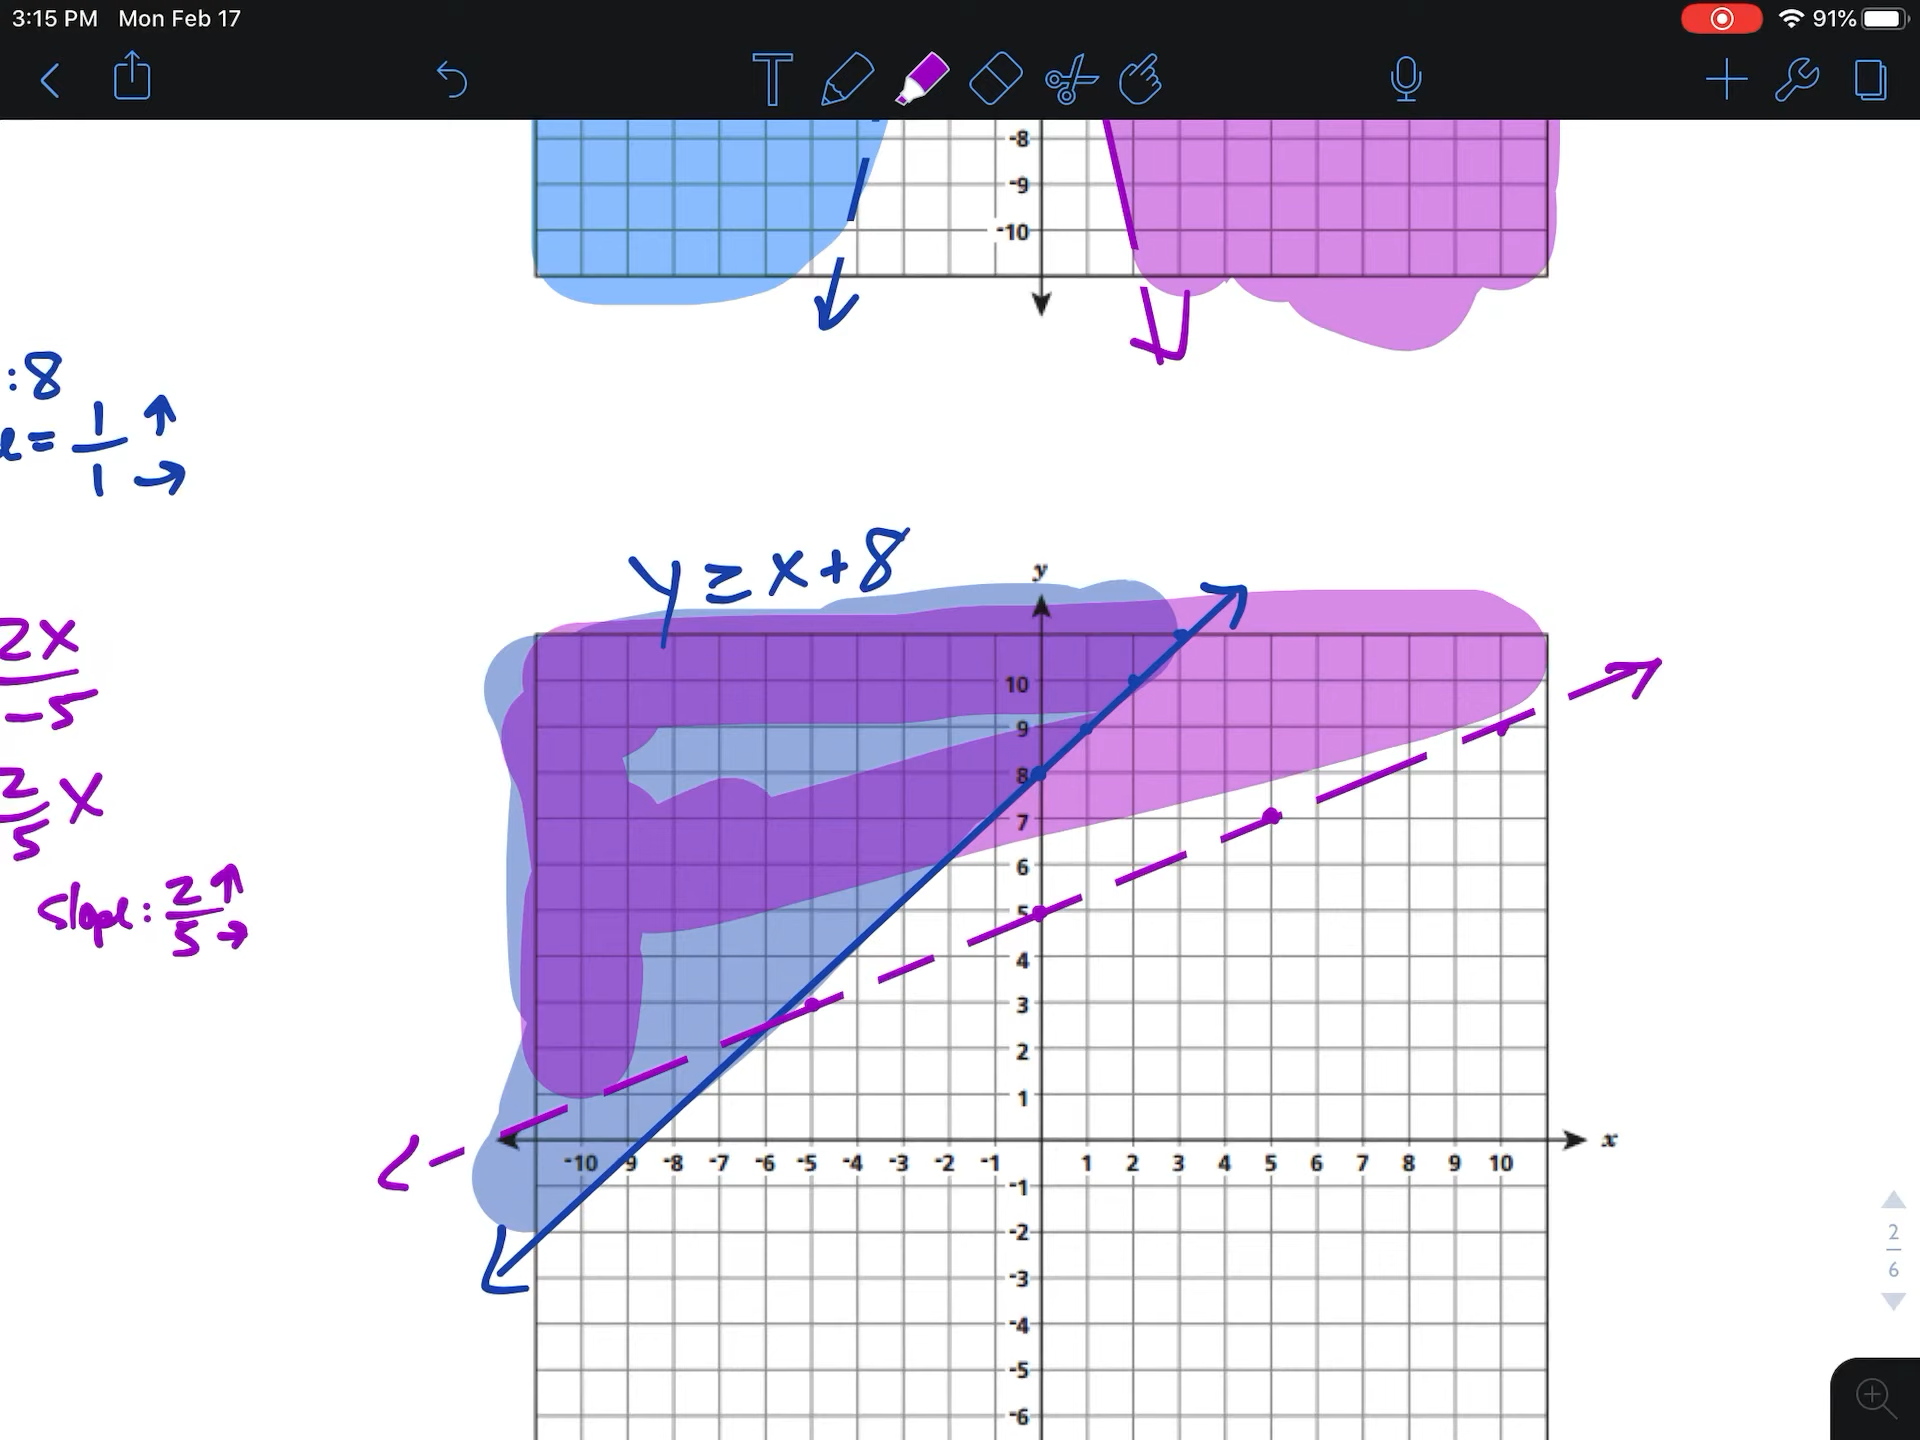 3:15 PM Mon Feb 17
91%
T
-8
-9
-10
:8
= 1/1 ↑ →
y ≥ x+8
y
2X
-5
2/5 X
slope: 2/5 ↑ →
10
9
8
7
6
5
4
3
2
1
-10 9 -8 -7 -6 -5 -4 -3 -2 -1 1 2 3 4 5 6 7 8 9 10 x
-1
-2
-3
-4
-5
-6
2
6